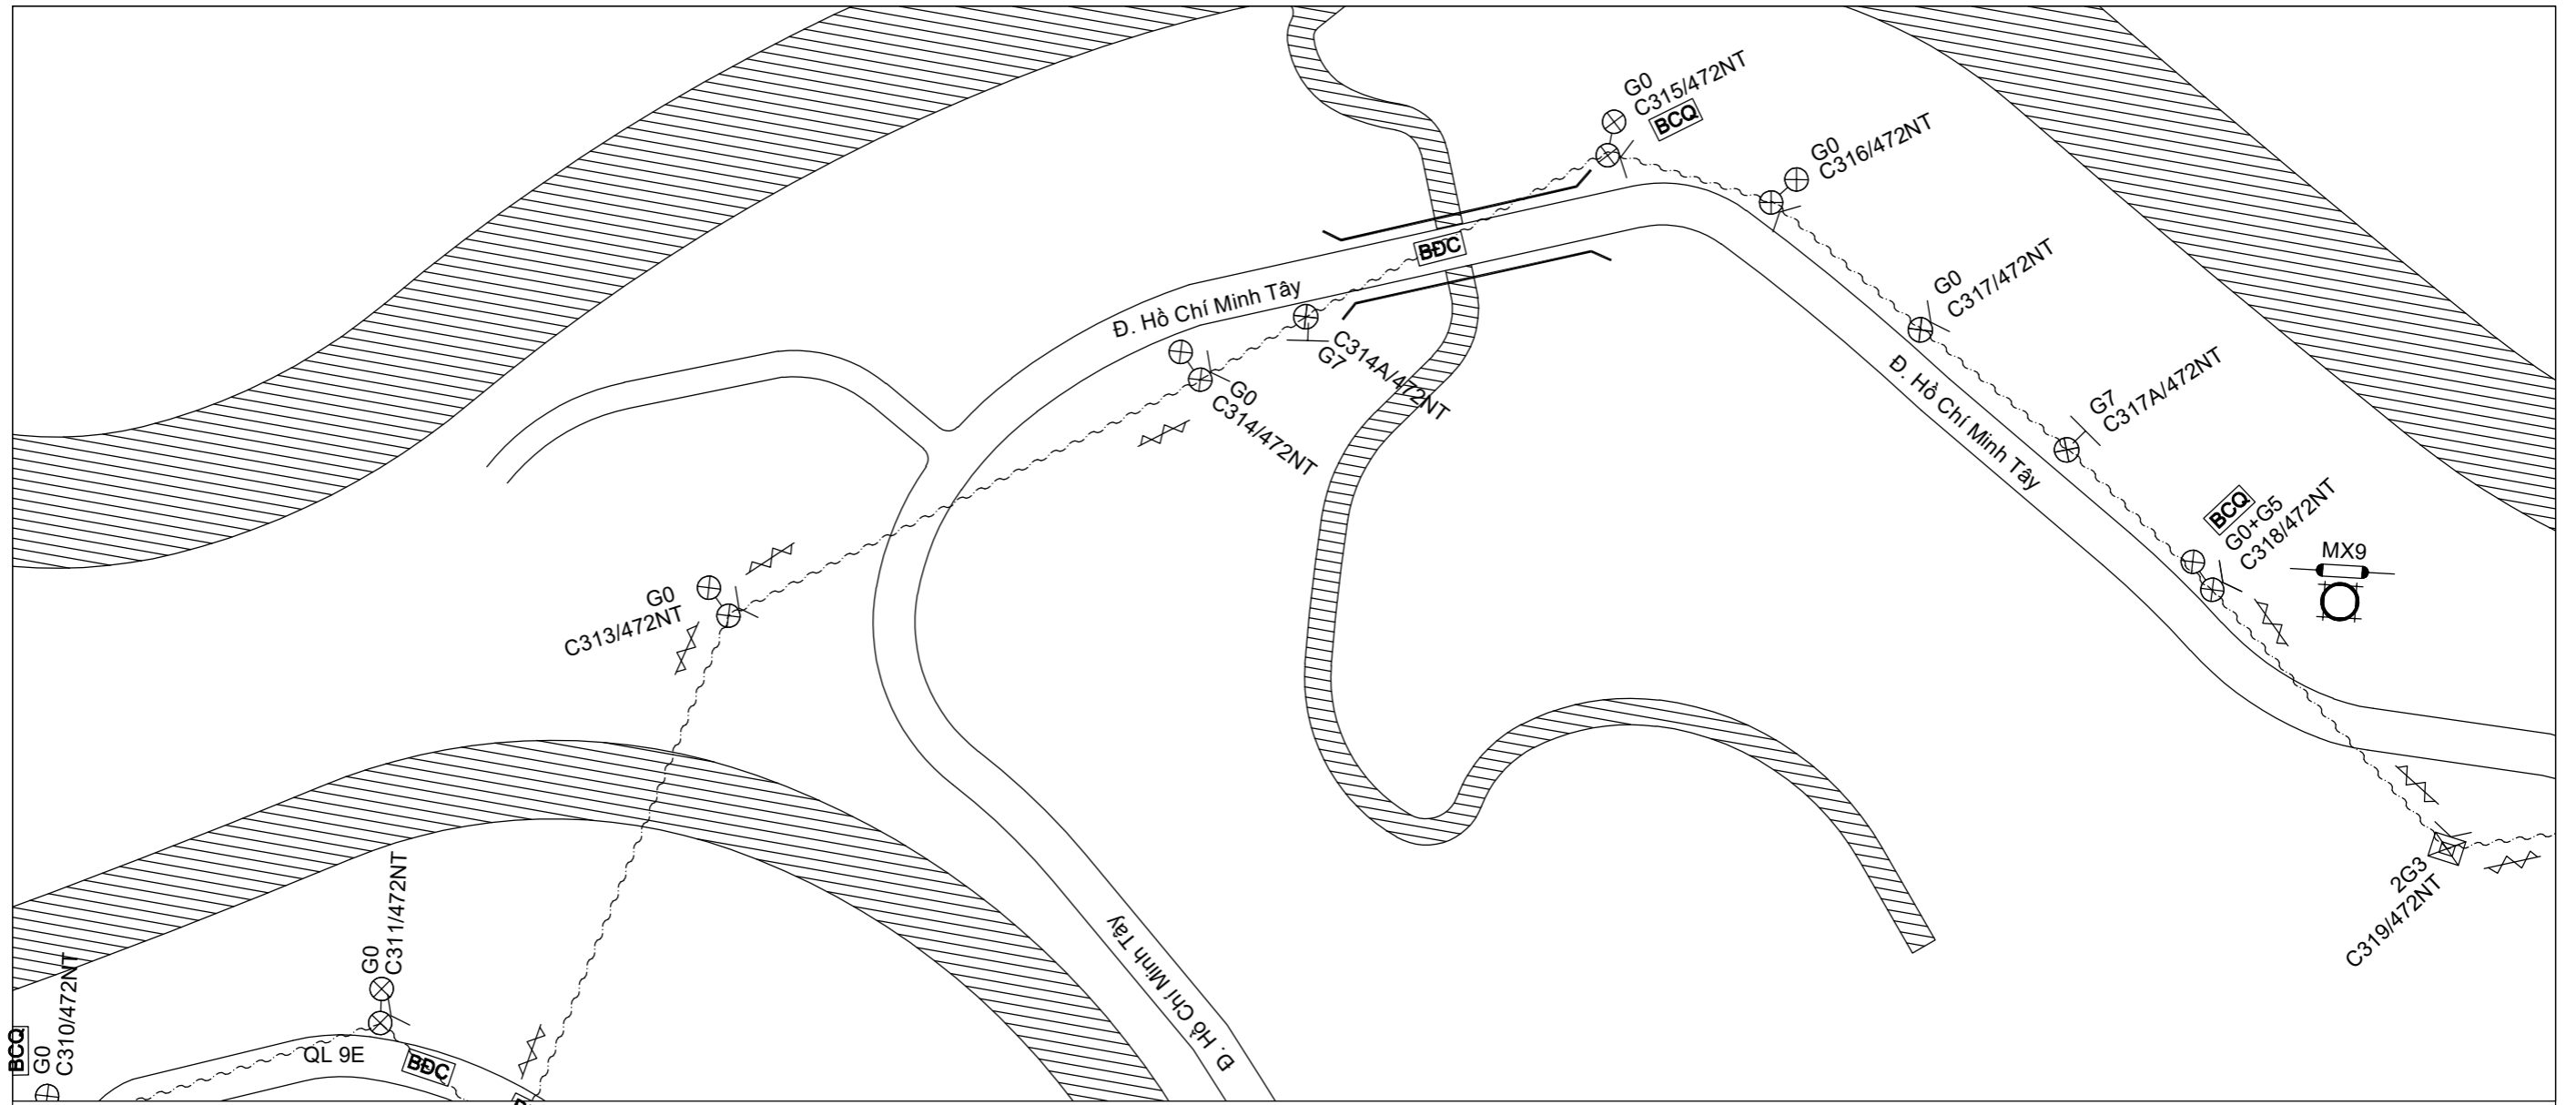 G0
C315/472NT
BCQ
G0
C316/472NT
G0
C317/472NT
BĐC
Đ. Hồ Chí Minh Tây
C314A/472NT
G7
G0
C314/472NT
Đ. Hồ Chí Minh Tây
G7
C317A/472NT
BCQ
G0+G5
C318/472NT
MX9
G0
C313/472NT
2G3
C319/472NT
Đ. Hồ Chí Minh Tây
G0
C311/472NT
BCQ
G0
C310/472NT
QL 9E
BĐC